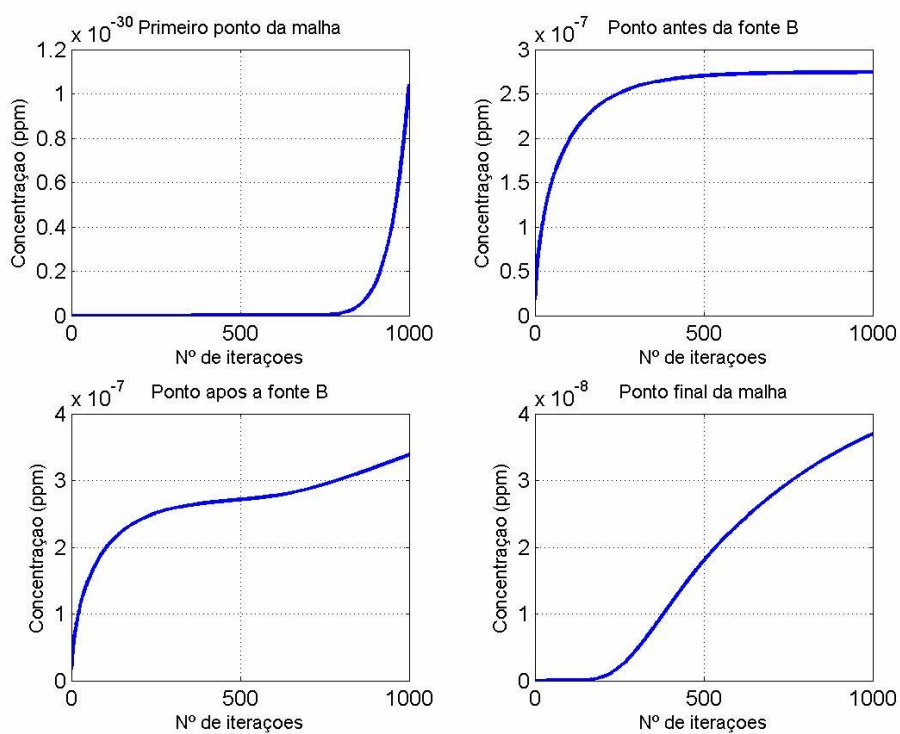 x 10^-30 Primeiro ponto da malha
1.2
1
0.8
0.6
0.4
0.2
0
Concentraçao (ppm)
0 500 1000
Nº de iteraçoes
x 10^-7 Ponto antes da fonte B
3
2.5
2
1.5
1
0.5
0
Concentraçao (ppm)
0 500 1000
Nº de iteraçoes
x 10^-7 Ponto apos a fonte B
4
3
2
1
0
Concentraçao (ppm)
0 500 1000
Nº de iteraçoes
x 10^-8 Ponto final da malha
4
3
2
1
0
Concentraçao (ppm)
0 500 1000
Nº de iteraçoes